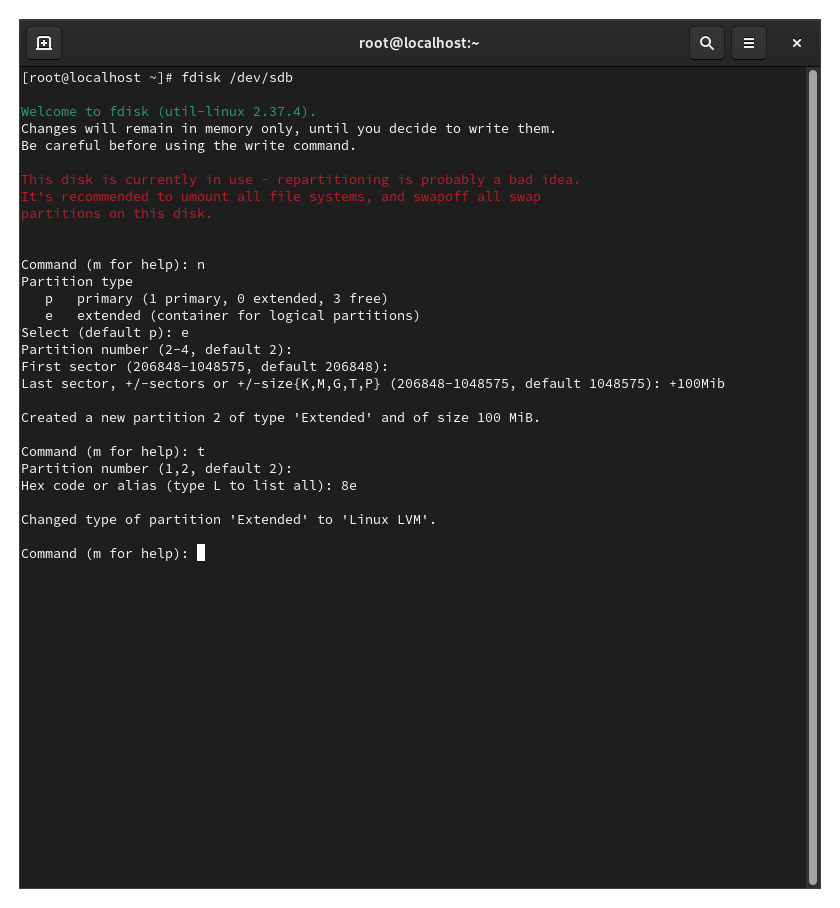 root@localhost:~
[root@localhost ~]# fdisk /dev/sdb
Welcome to fdisk (util-linux 2.37.4).
Changes will remain in memory only, until you decide to write them.
Be careful before using the write command.
This disk is currently in use - repartitioning is probably a bad idea.
It's recommended to umount all file systems, and swapoff all swap
partitions on this disk.
Command (m for help): n
Partition type
   p   primary (1 primary, 0 extended, 3 free)
   e   extended (container for logical partitions)
Select (default p): e
Partition number (2-4, default 2):
First sector (206848-1048575, default 206848):
Last sector, +/-sectors or +/-size{K,M,G,T,P} (206848-1048575, default 1048575): +100Mib
Created a new partition 2 of type 'Extended' and of size 100 MiB.
Command (m for help): t
Partition number (1,2, default 2):
Hex code or alias (type L to list all): 8e
Changed type of partition 'Extended' to 'Linux LVM'.
Command (m for help):